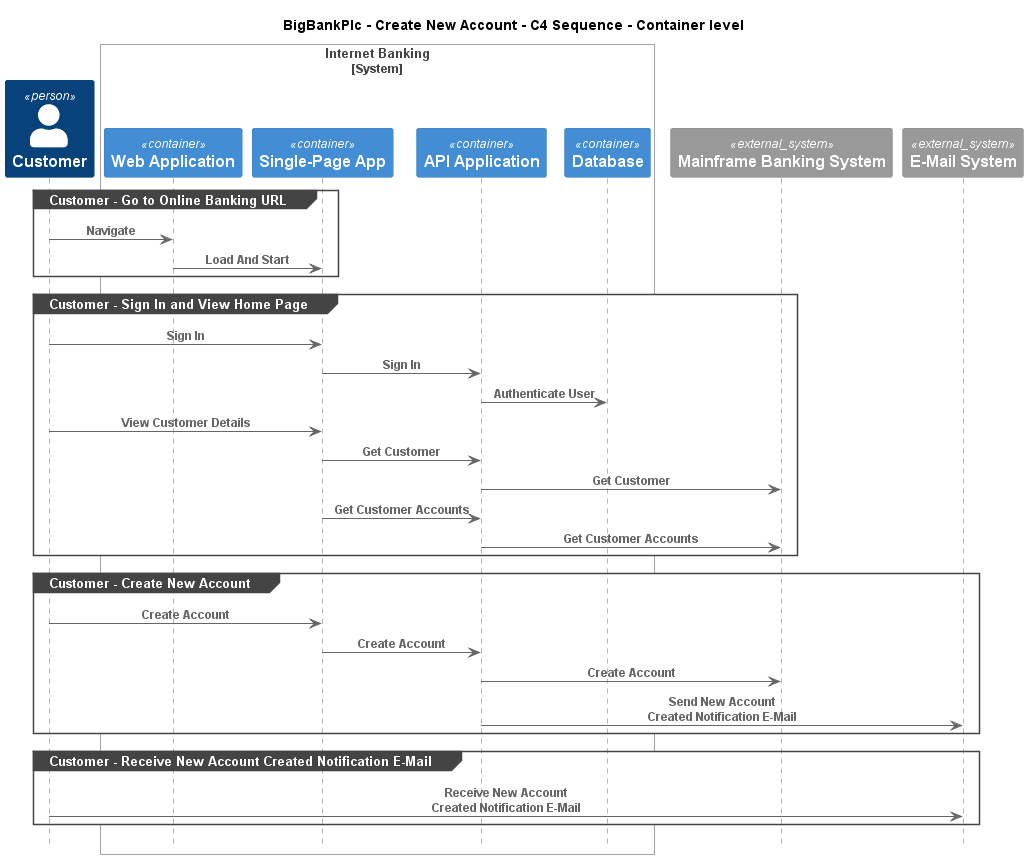 BigBankPlc - Create New Account - C4 Sequence - Container level
Internet Banking
[System]
«person»
Customer
«container»
Web Application
«container»
Single-Page App
«container»
API Application
«container»
Database
«external_system»
Mainframe Banking System
«external_system»
E-Mail System
Customer - Go to Online Banking URL
Navigate
Load And Start
Customer - Sign In and View Home Page
Sign In
Sign In
Authenticate User
View Customer Details
Get Customer
Get Customer
Get Customer Accounts
Get Customer Accounts
Customer - Create New Account
Create Account
Create Account
Create Account
Send New Account
Created Notification E-Mail
Customer - Receive New Account Created Notification E-Mail
Receive New Account
Created Notification E-Mail